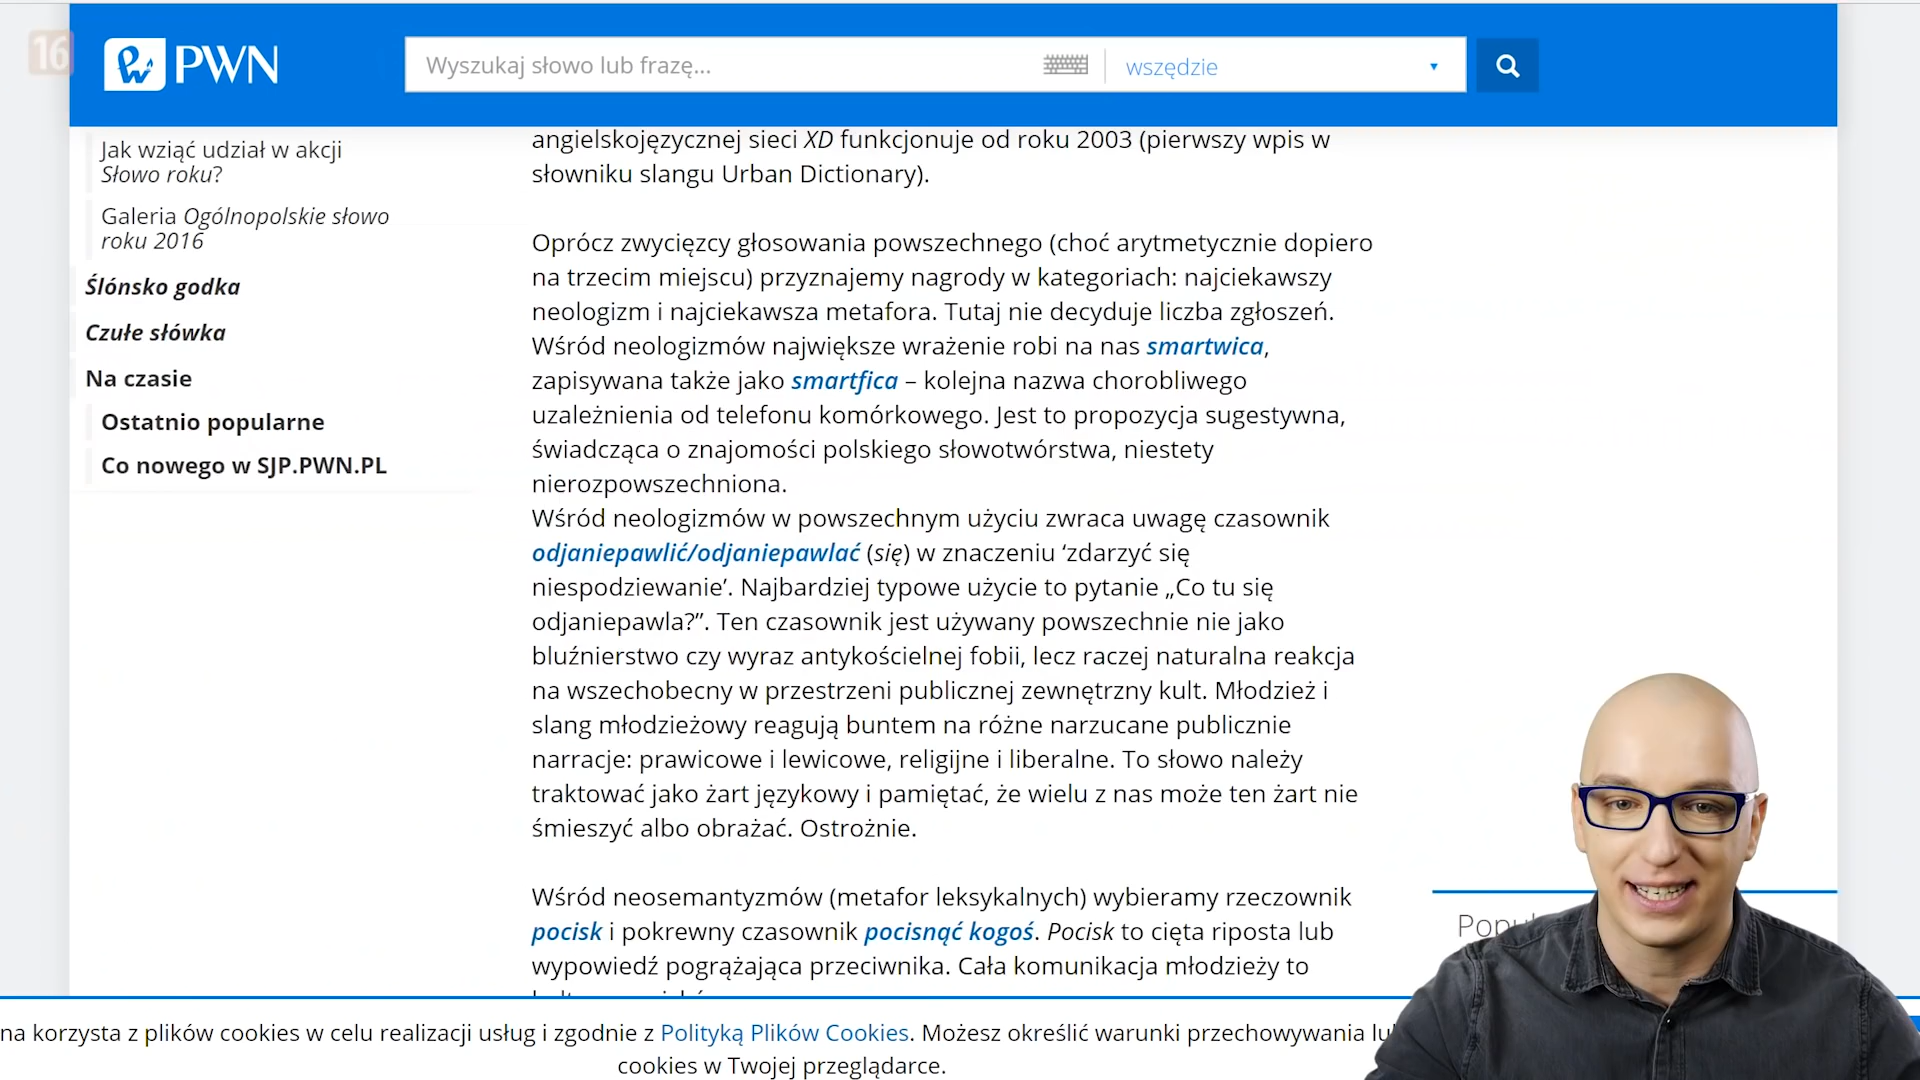 16
PWN
Wyszukaj słowo lub frazę...
wszędzie
Jak wziąć udział w akcji
Słowo roku?
Galeria Ogólnopolskie słowo
roku 2016
Ślónsko godka
Czułe słówka
Na czasie
Ostatnio popularne
Co nowego w SJP.PWN.PL
angielskojęzycznej sieci XD funkcjonuje od roku 2003 (pierwszy wpis w
słowniku slangu Urban Dictionary).
Oprócz zwycięzcy głosowania powszechnego (choć arytmetycznie dopiero
na trzecim miejscu) przyznajemy nagrody w kategoriach: najciekawszy
neologizm i najciekawsza metafora. Tutaj nie decyduje liczba zgłoszeń.
Wśród neologizmów największe wrażenie robi na nas smartwica,
zapisywana także jako smartfica – kolejna nazwa chorobliwego
uzależnienia od telefonu komórkowego. Jest to propozycja sugestywna,
świadcząca o znajomości polskiego słowotwórstwa, niestety
nierozpowszechniona.
Wśród neologizmów w powszechnym użyciu zwraca uwagę czasownik
odjaniepawlić/odjaniepawlać (się) w znaczeniu ‘zdarzyć się
niespodziewanie’. Najbardziej typowe użycie to pytanie „Co tu się
odjaniepawla?”. Ten czasownik jest używany powszechnie nie jako
bluźnierstwo czy wyraz antykościelnej fobii, lecz raczej naturalna reakcja
na wszechobecny w przestrzeni publicznej zewnętrzny kult. Młodzież i
slang młodzieżowy reagują buntem na różne narzucane publicznie
narracje: prawicowe i lewicowe, religijne i liberalne. To słowo należy
traktować jako żart językowy i pamiętać, że wielu z nas może ten żart nie
śmieszyć albo obrażać. Ostrożnie.
Wśród neosemantyzmów (metafor leksykalnych) wybieramy rzeczownik
pocisk i pokrewny czasownik pocisnąć kogoś. Pocisk to cięta riposta lub
wypowiedź pogrążająca przeciwnika. Cała komunikacja młodzieży to
na korzysta z plików cookies w celu realizacji usług i zgodnie z Polityką Plików Cookies. Możesz określić warunki przechowywania lu
cookies w Twojej przeglądarce.